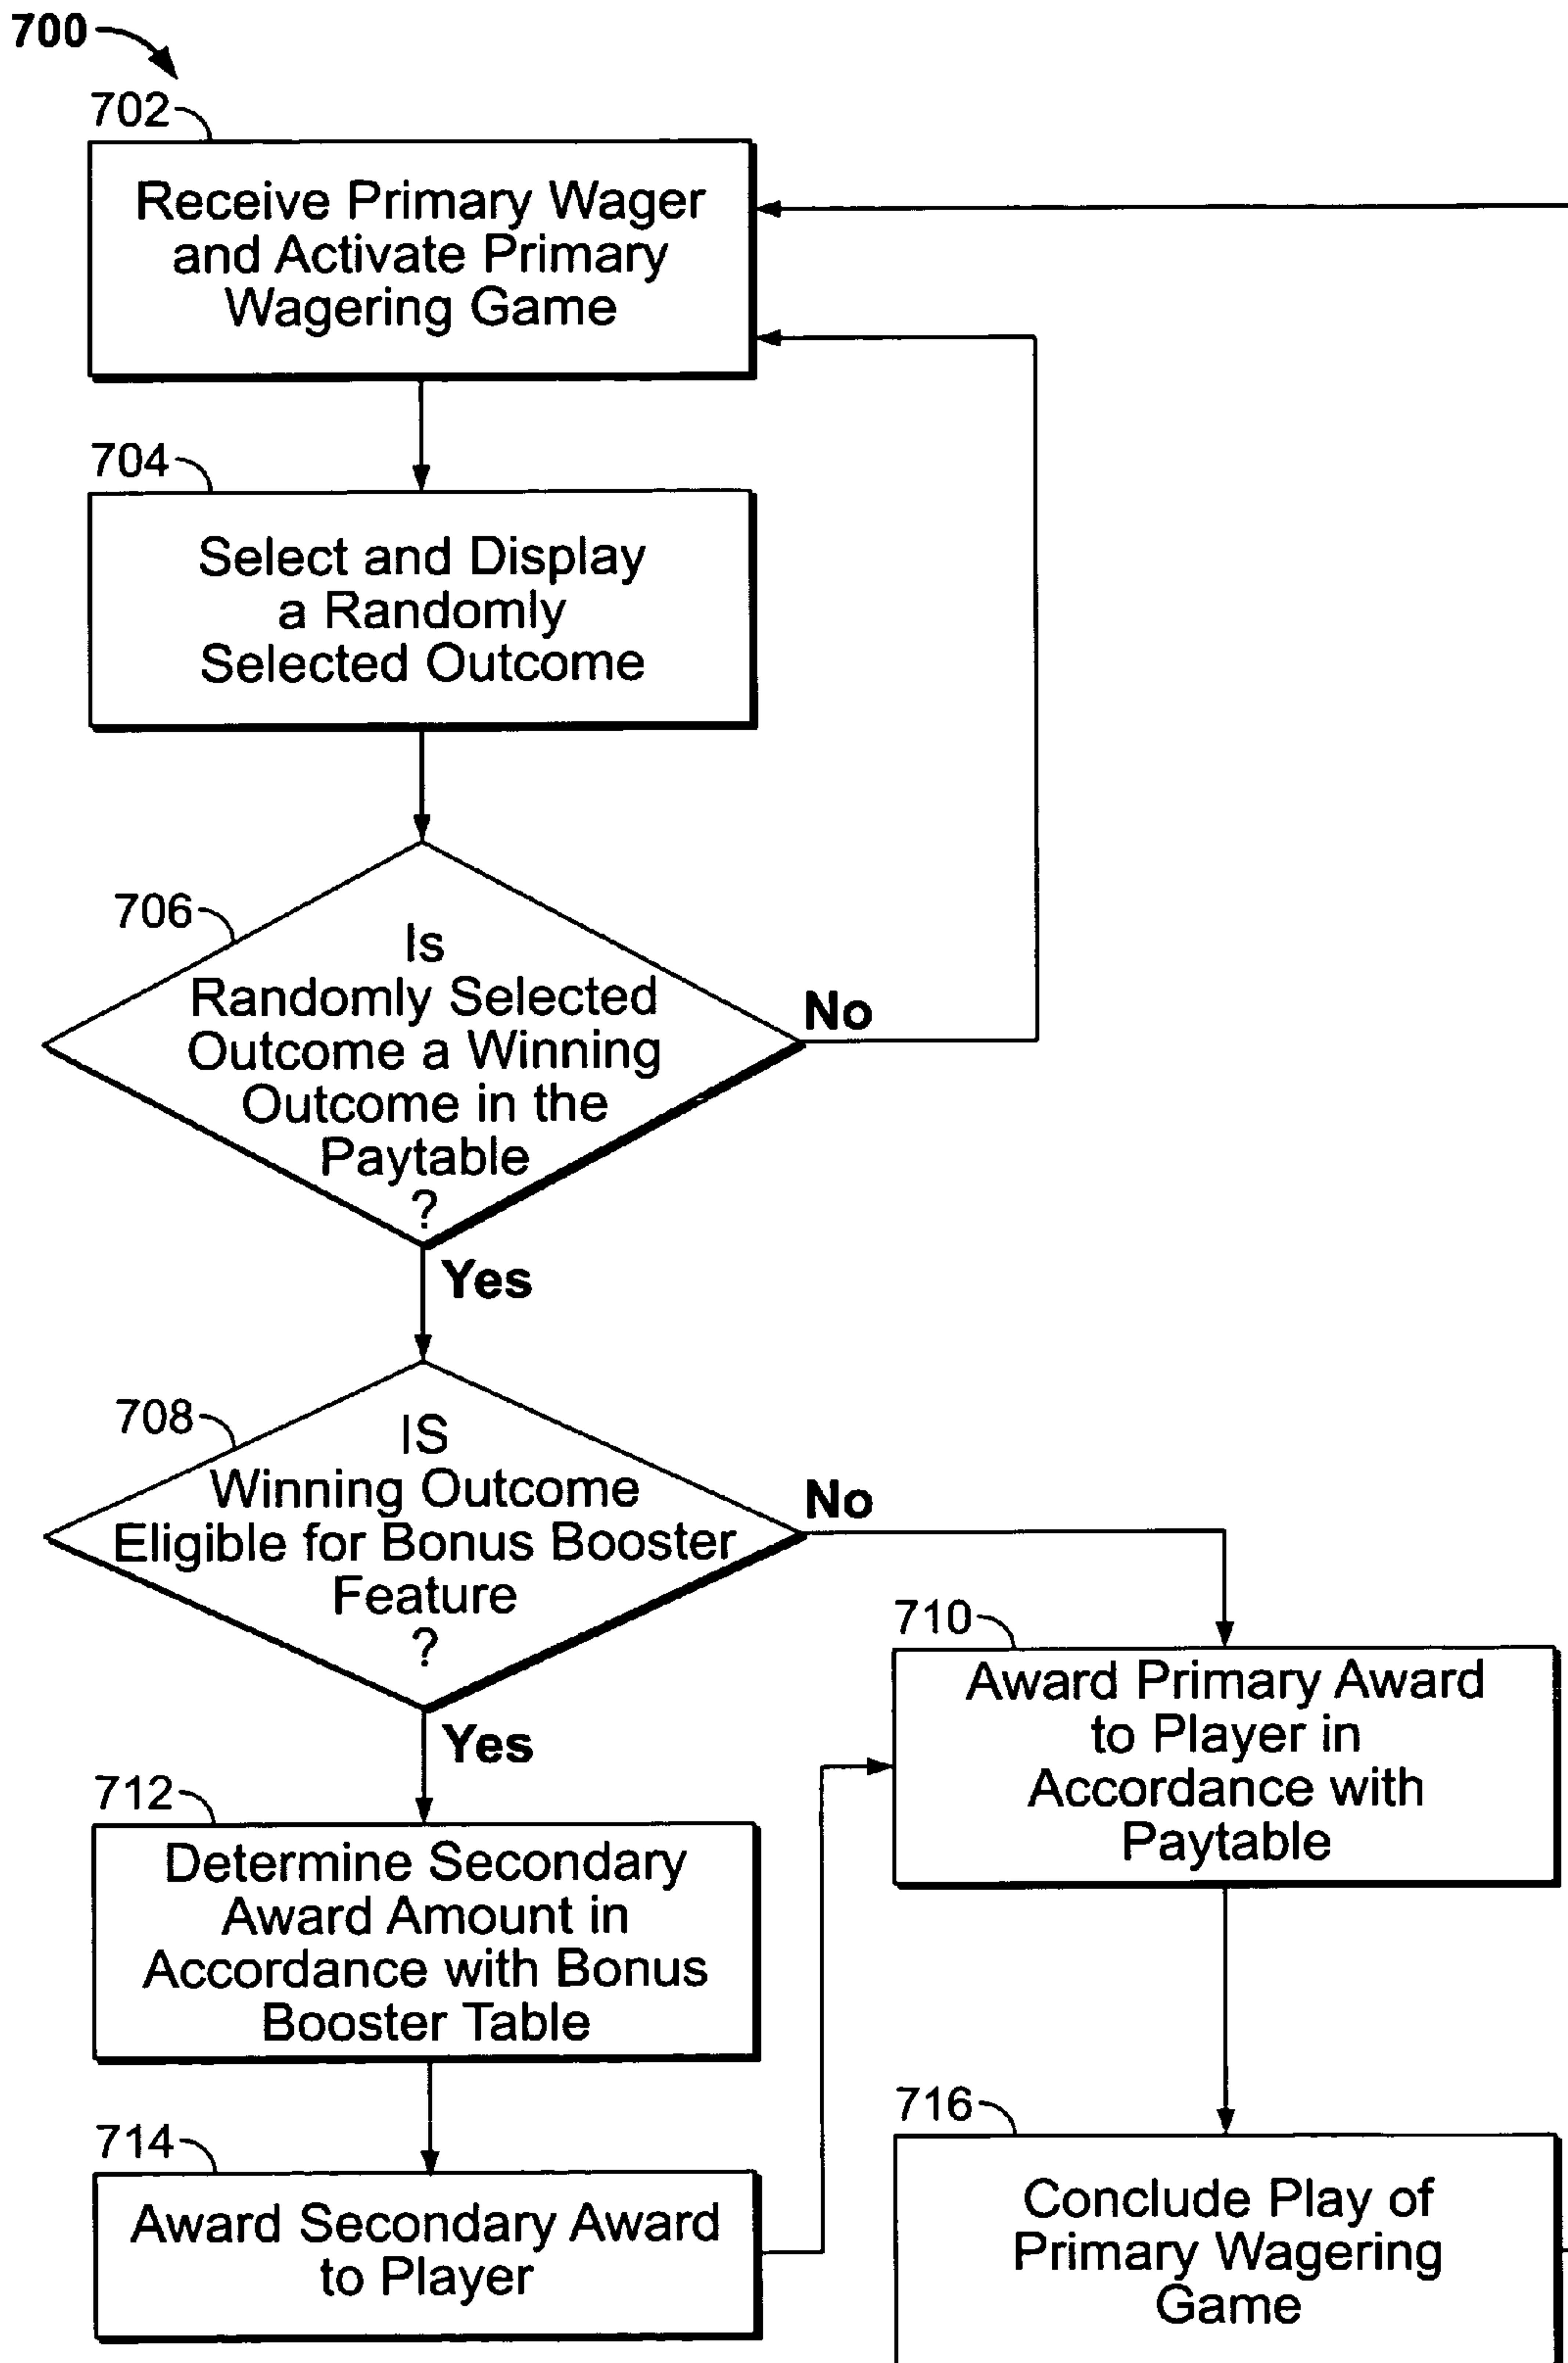 700
702
Receive Primary Wager
and Activate Primary
Wagering Game
704
Select and Display
a Randomly
Selected Outcome
706
Is
Randomly Selected
Outcome a Winning
Outcome in the
Paytable
?
No
Yes
708
IS
Winning Outcome
Eligible for Bonus Booster
Feature
?
No
Yes
710
Award Primary Award
to Player in
Accordance with
Paytable
712
Determine Secondary
Award Amount in
Accordance with Bonus
Booster Table
714
Award Secondary Award
to Player
716
Conclude Play of
Primary Wagering
Game